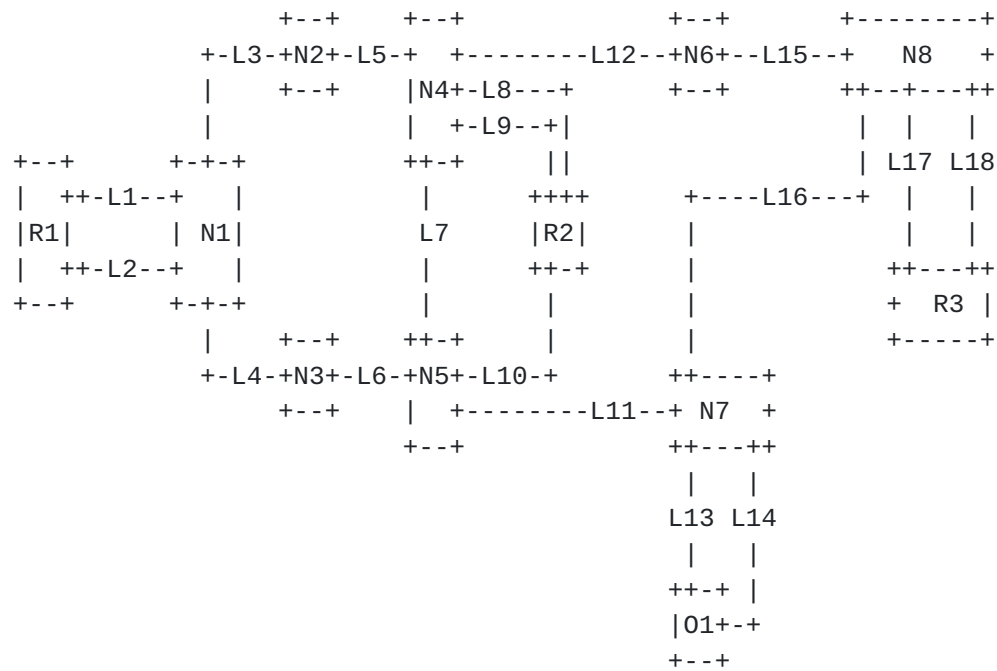 +--+    +--+             +--+       +--------+
            +-L3-+N2+-L5-+  +--------L12--+N6+--L15--+   N8   +
            |    +--+    |N4+-L8---+      +--+       ++--+---++
            |            |  +-L9--+|                  |  |   |
+--+      +-+-+          ++-+     ||                  | L17 L18
|  ++-L1--+   |           |      ++++      +----L16---+  |   |
|R1|      | N1|           L7     |R2|      |             |   |
|  ++-L2--+   |           |      ++-+      |            ++---++
+--+      +-+-+           |       |        |            +  R3 |
            |    +--+    ++-+     |        |            +-----+
            +-L4-+N3+-L6-+N5+-L10-+       ++----+
                 +--+    |  +--------L11--+ N7  +
                         +--+             ++---++
                                           |   |
                                          L13 L14
                                           |   |
                                          ++-+ |
                                          |O1+-+
                                          +--+